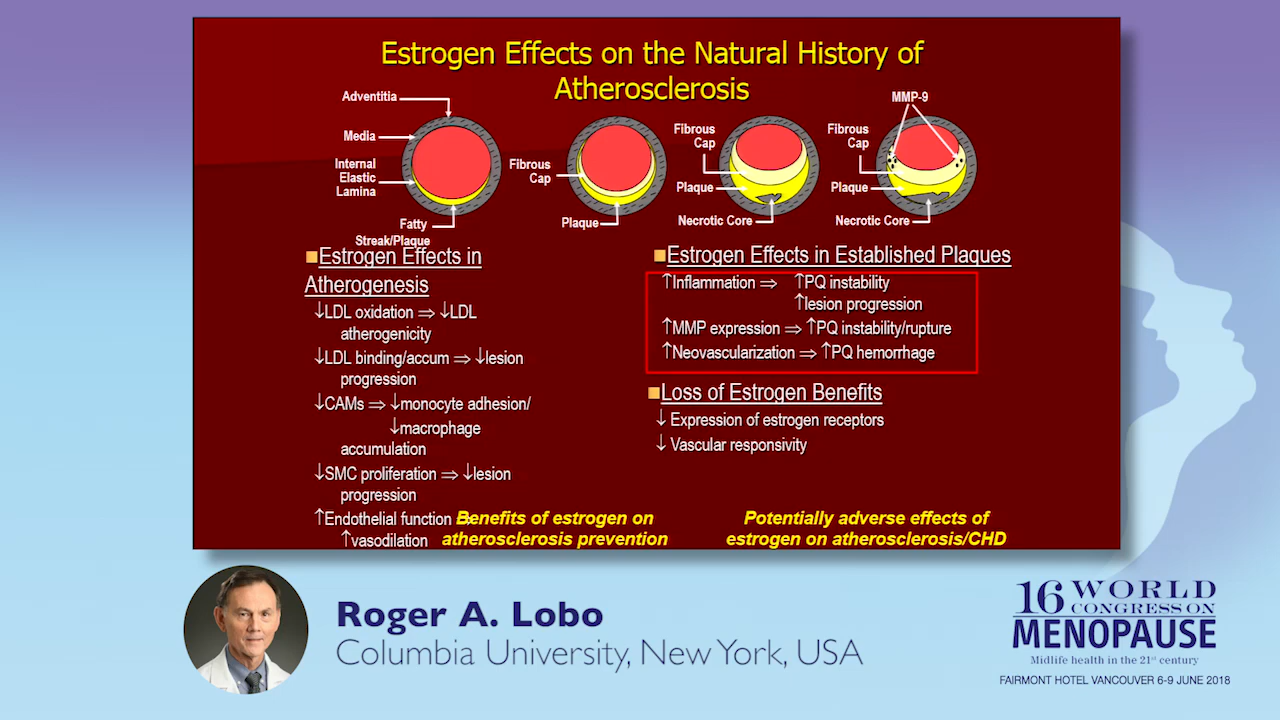 Estrogen Effects on the Natural History of
Atherosclerosis
Adventitia
Media
Internal
Elastic
Lamina
Fatty
Streak/Plaque
Fibrous
Cap
Plaque
Fibrous
Cap
Plaque
Necrotic Core
MMP-9
Fibrous
Cap
Plaque
Necrotic Core
Estrogen Effects in
Atherogenesis
↓LDL oxidation ⇒ ↓LDL
atherogenicity
↓LDL binding/accum ⇒ ↓lesion
progression
↓CAMs ⇒ ↓monocyte adhesion/
↓macrophage
accumulation
↓SMC proliferation ⇒ ↓lesion
progression
↑Endothelial function ⇒
↑vasodilation
Benefits of estrogen on
atherosclerosis prevention
Estrogen Effects in Established Plaques
↑Inflammation ⇒ ↑PQ instability
↑lesion progression
↑MMP expression ⇒ ↑PQ instability/rupture
↑Neovascularization ⇒ ↑PQ hemorrhage
Loss of Estrogen Benefits
↓ Expression of estrogen receptors
↓ Vascular responsivity
Potentially adverse effects of
estrogen on atherosclerosis/CHD
Roger A. Lobo
Columbia University, New York, USA
16 WORLD
CONGRESS ON
MENOPAUSE
Midlife health in the 21st century
FAIRMONT HOTEL VANCOUVER 6-9 JUNE 2018